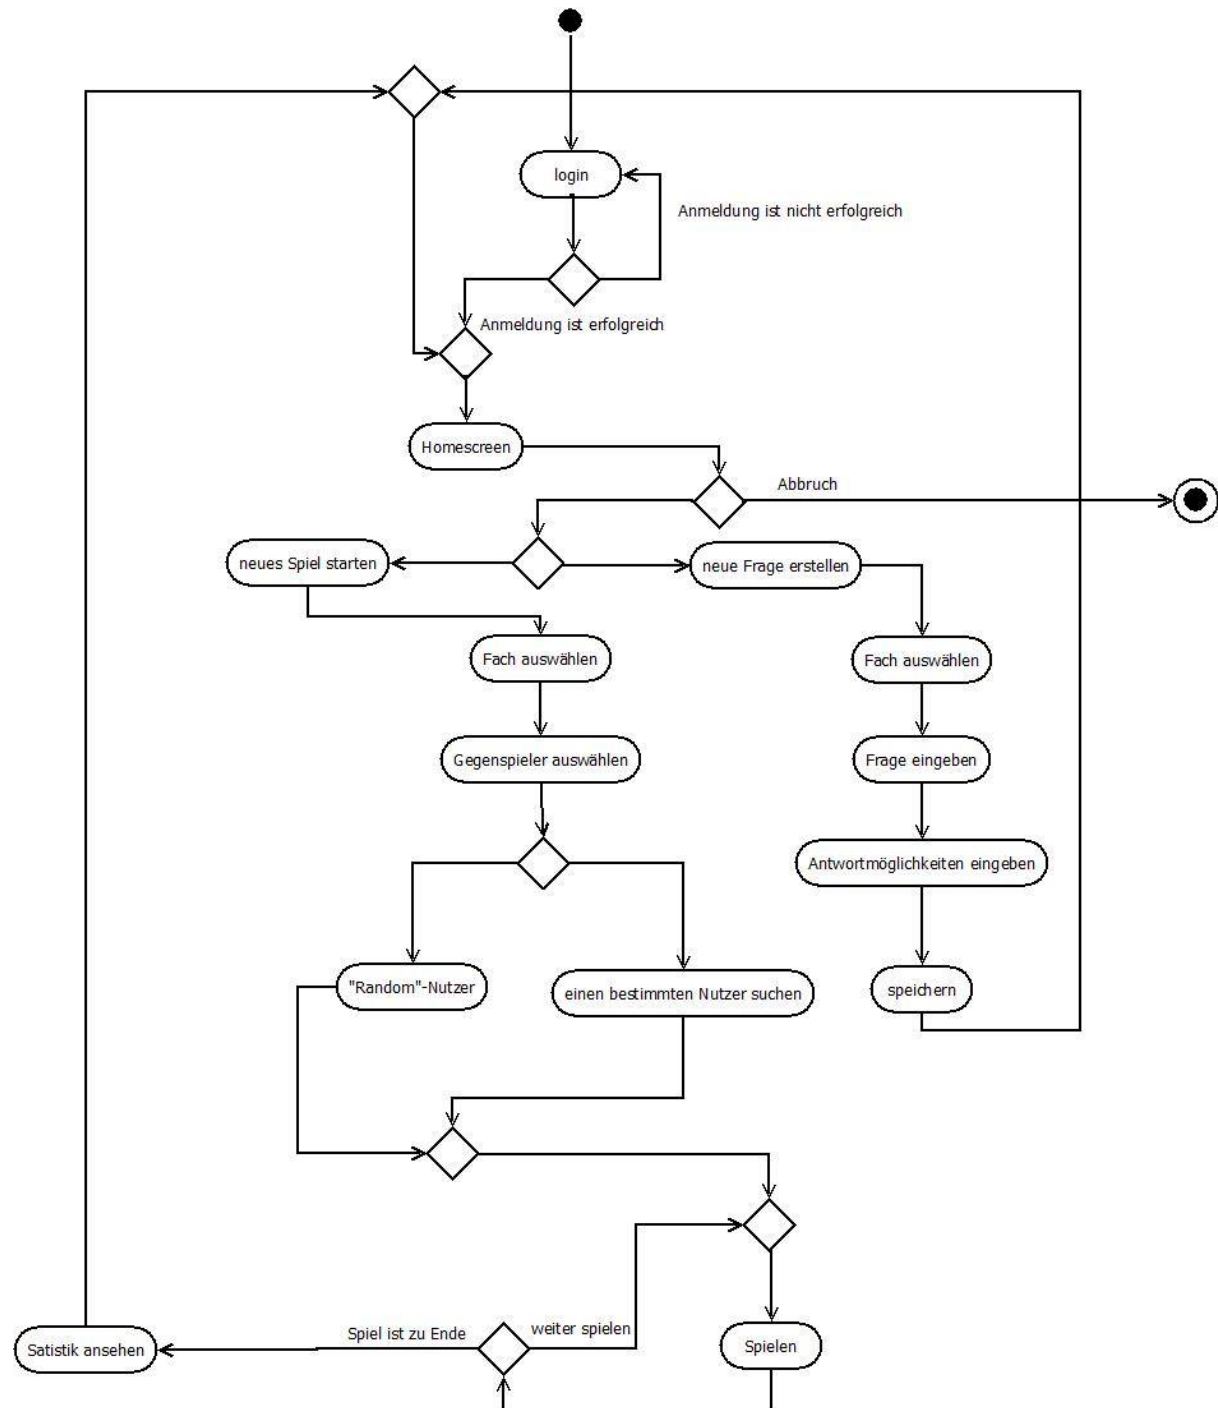 login
Anmeldung ist nicht erfolgreich
Anmeldung ist erfolgreich
Homescreen
Abbruch
neues Spiel starten
neue Frage erstellen
Fach auswählen
Fach auswählen
Gegenspieler auswählen
Frage eingeben
Antwortmöglichkeiten eingeben
"Random"-Nutzer
einen bestimmten Nutzer suchen
speichern
Spiel ist zu Ende
weiter spielen
Satistik ansehen
Spielen